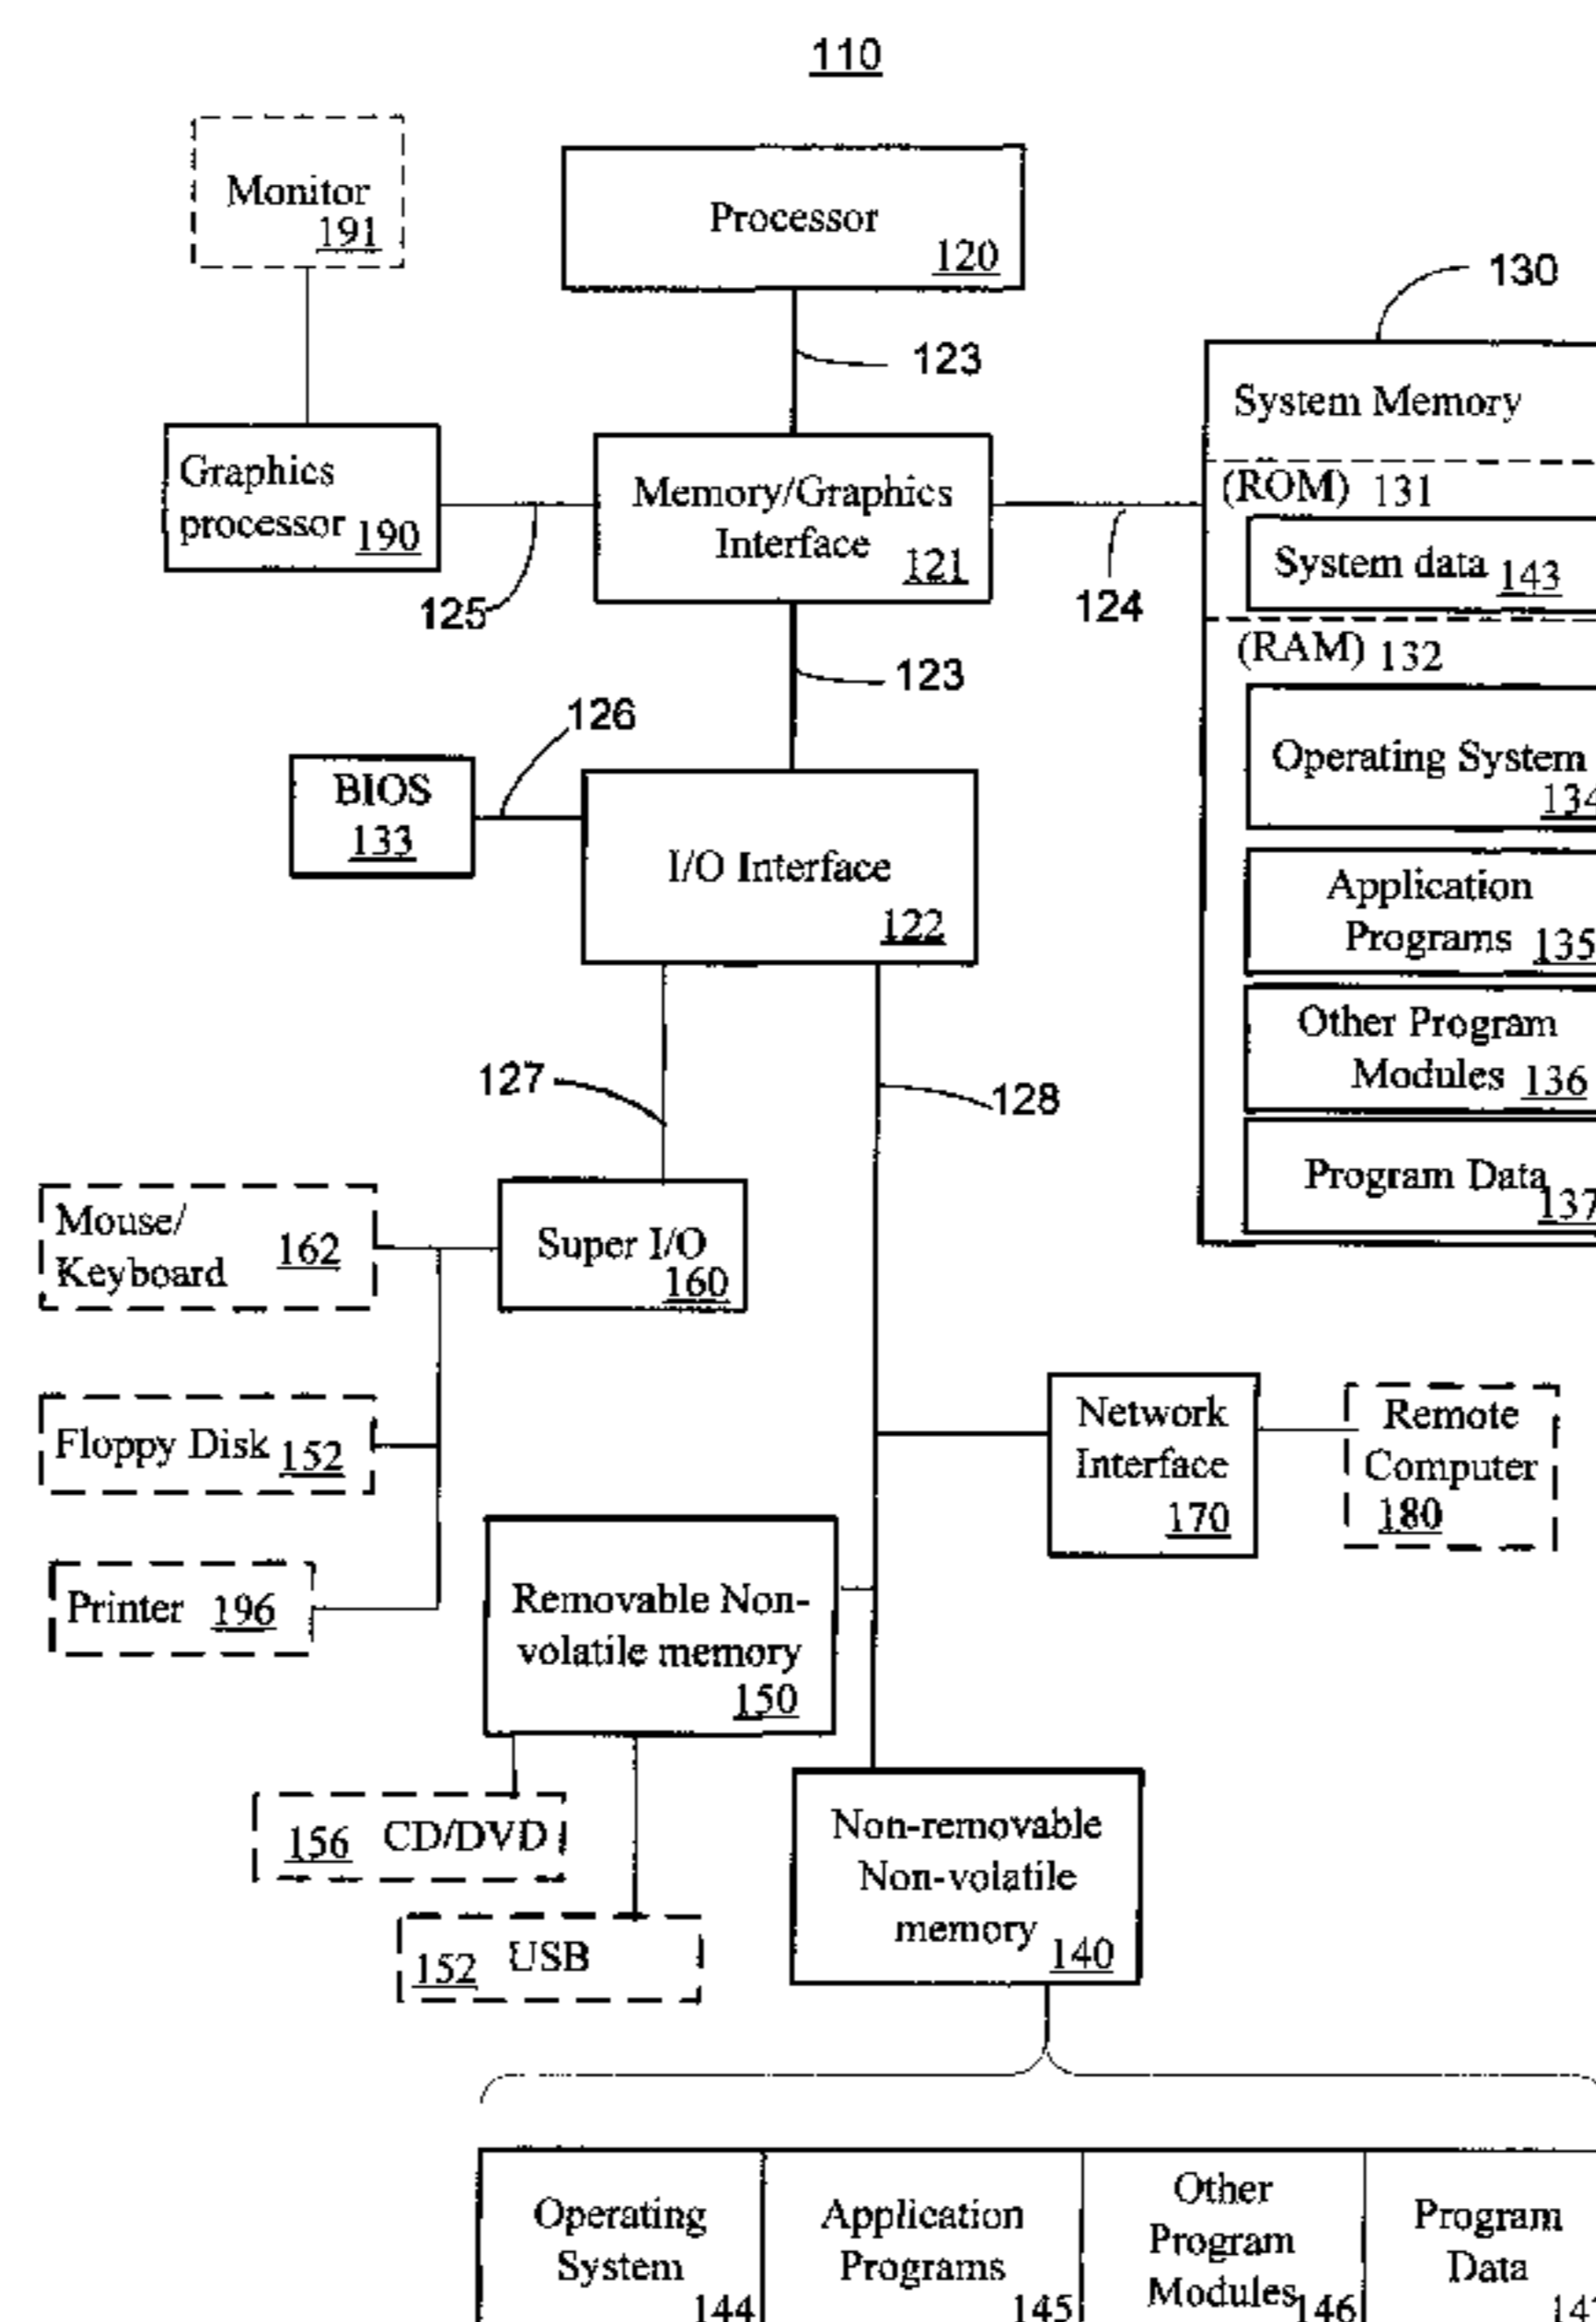 110
Monitor
191
Processor
120
130
123
System Memory
Graphics
processor 190
Memory/Graphics
Interface
121
(ROM) 131
System data 143
125
124
(RAM) 132
123
126
Operating System
134
BIOS
133
I/O Interface
122
Application
Programs 135
Other Program
Modules 136
127
128
Program Data
137
Mouse/
Keyboard 162
Super I/O
160
Network
Interface
170
Remote
Computer
180
Floppy Disk 152
Printer 196
Removable Non-
volatile memory
150
156 CD/DVD
Non-removable
Non-volatile
memory 140
152 USB
Operating
System
144
Application
Programs
145
Other
Program
Modules 146
Program
Data